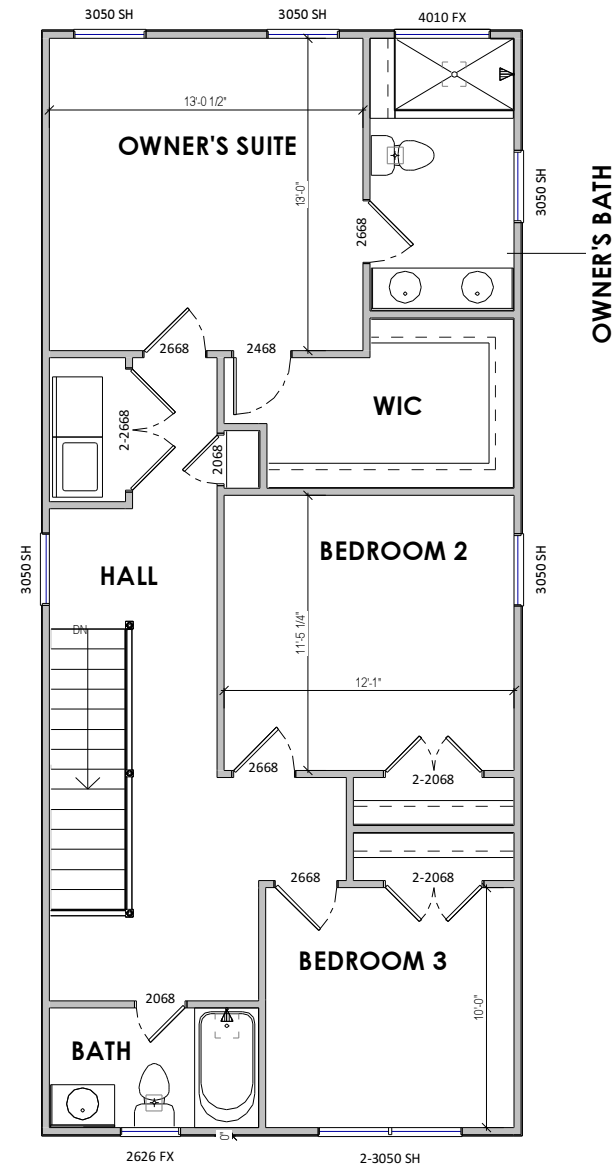 3050 SH
3050 SH
4010 FX
13'-0 1/2"
OWNER'S SUITE
13'-0"
2668
3050 SH
OWNER'S BATH
2668
2468
WIC
2-2668
2068
3050 SH
HALL
BEDROOM 2
3050 SH
DN
11'-5 1/4"
12'-1"
2668
2-2068
2668
2-2068
BEDROOM 3
10'-0"
2068
BATH
2626 FX
2-3050 SH